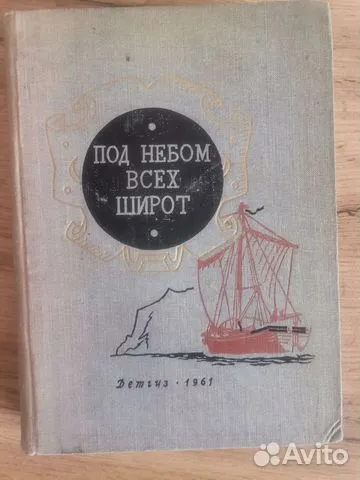 ПОД НЕБОМ
ВСЕХ
ШИРОТ
Детгиз · 1961
Avito